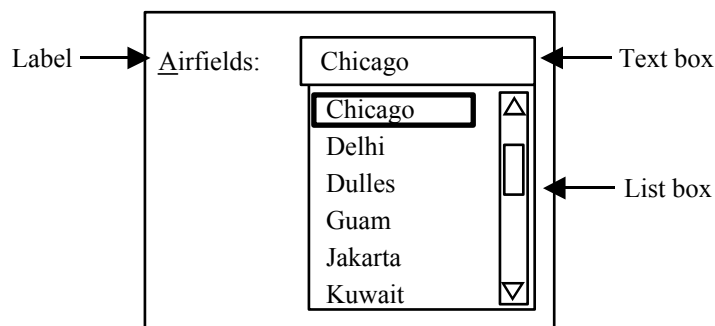 Label
Airfields:
Chicago
Text box
Chicago
Delhi
Dulles
List box
Guam
Jakarta
Kuwait